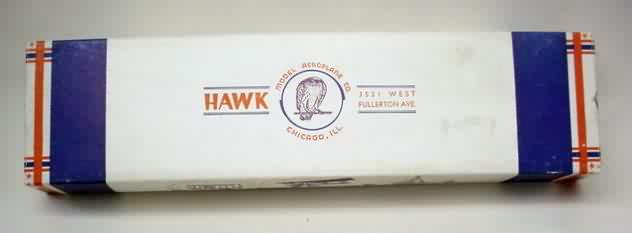 HAWK
MODEL AEROPLANE CO
CHICAGO, ILL.
3521 WEST
FULLERTON AVE.